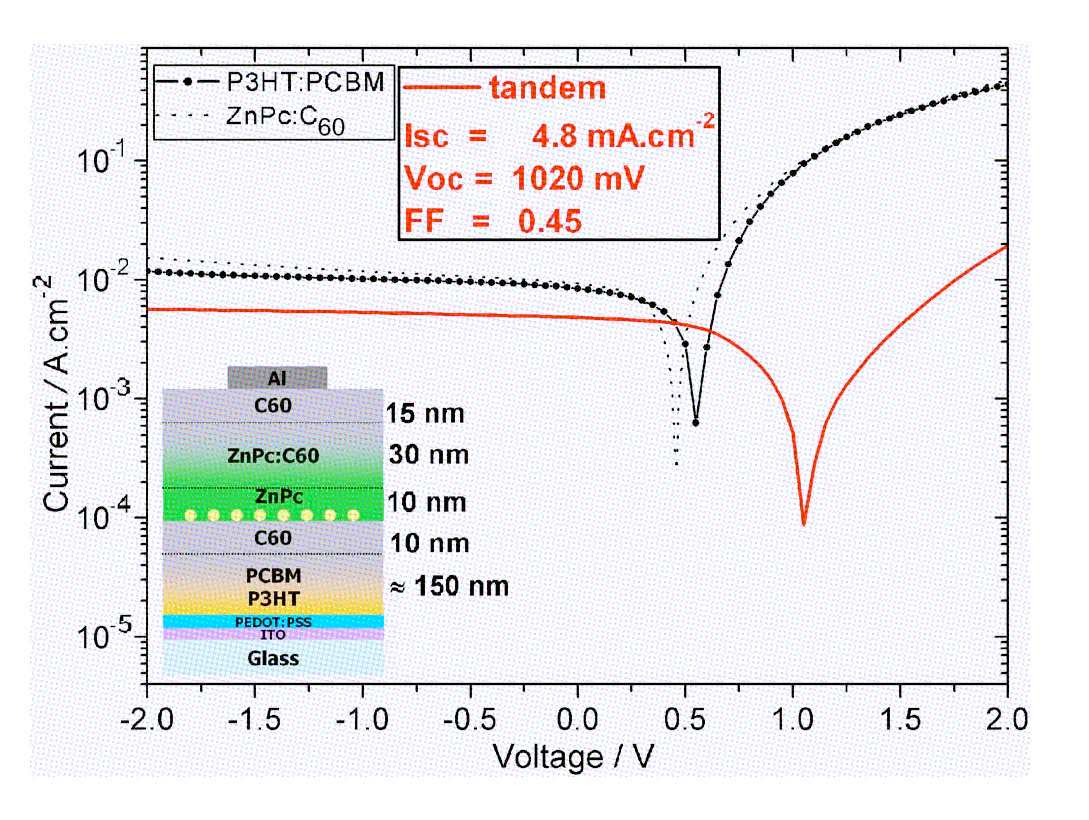 P3HT:PCBM
ZnPc:C60
tandem
Isc = 4.8 mA.cm-2
Voc = 1020 mV
FF = 0.45
Current / A.cm-2
10-1
10-2
10-3
10-4
10-5
Al
C60
15 nm
ZnPc:C60
30 nm
ZnPc
10 nm
C60
10 nm
PCBM
P3HT
≈ 150 nm
PEDOT:PSS
ITO
Glass
-2.0 -1.5 -1.0 -0.5 0.0 0.5 1.0 1.5 2.0
Voltage / V